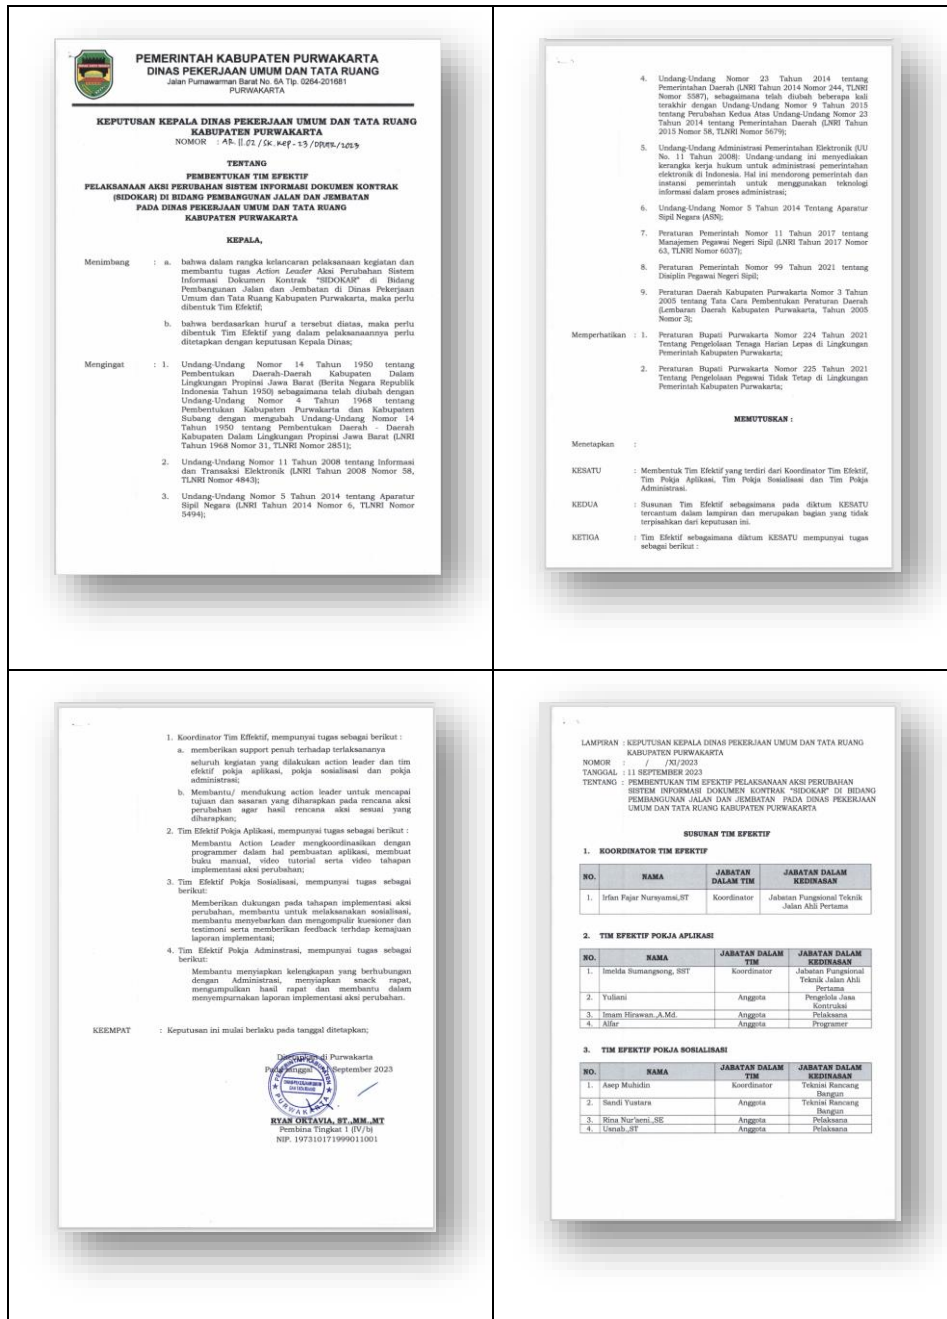 PEMERINTAH KABUPATEN PURWAKARTA
DINAS PEKERJAAN UMUM DAN TATA RUANG
Jalan Purnawarman Barat No. 6A Tlp. 0264-201681
PURWAKARTA
KEPUTUSAN KEPALA DINAS PEKERJAAN UMUM DAN TATA RUANG
KABUPATEN PURWAKARTA
NOMOR : AR.11.02/SK.Kep-23/DPUTR/2023
TENTANG
PEMBENTUKAN TIM EFEKTIF
PELAKSANAAN AKSI PERUBAHAN SISTEM INFORMASI DOKUMEN KONTRAK
(SIDOKAR) DI BIDANG PEMBANGUNAN JALAN DAN JEMBATAN
PADA DINAS PEKERJAAN UMUM DAN TATA RUANG
KABUPATEN PURWAKARTA
KEPALA,
Menimbang : a. bahwa dalam rangka kelancaran pelaksanaan kegiatan dan
membantu tugas Action Leader Aksi Perubahan Sistem
Informasi Dokumen Kontrak "SIDOKAR" di Bidang
Pembangunan Jalan dan Jembatan di Dinas Pekerjaan
Umum dan Tata Ruang Kabupaten Purwakarta, maka perlu
dibentuk Tim Efektif;
b. bahwa berdasarkan huruf a tersebut diatas, maka perlu
dibentuk Tim Efektif yang dalam pelaksanaannya perlu
ditetapkan dengan keputusan Kepala Dinas;
Mengingat : 1. Undang-Undang Nomor 14 Tahun 1950 tentang
Pembentukan Daerah-Daerah Kabupaten Dalam
Lingkungan Propinsi Jawa Barat (Berita Negara Republik
Indonesia Tahun 1950) sebagaimana telah diubah dengan
Undang-Undang Nomor 4 Tahun 1968 tentang
Pembentukan Kabupaten Purwakarta dan Kabupaten
Subang dengan mengubah Undang-Undang Nomor 14
Tahun 1950 tentang Pembentukan Daerah - Daerah
Kabupaten Dalam Lingkungan Propinsi Jawa Barat (LNRI
Tahun 1968 Nomor 31, TLNRI Nomor 2851);
2. Undang-Undang Nomor 11 Tahun 2008 tentang Informasi
dan Transaksi Elektronik (LNRI Tahun 2008 Nomor 58,
TLNRI Nomor 4843);
3. Undang-Undang Nomor 5 Tahun 2014 tentang Aparatur
Sipil Negara (LNRI Tahun 2014 Nomor 6, TLNRI Nomor
5494);
4. Undang-Undang Nomor 23 Tahun 2014 tentang
Pemerintahan Daerah (LNRI Tahun 2014 Nomor 244, TLNRI
Nomor 5587), sebagaimana telah diubah beberapa kali
terakhir dengan Undang-Undang Nomor 9 Tahun 2015
tentang Perubahan Kedua Atas Undang-Undang Nomor 23
Tahun 2014 tentang Pemerintahan Daerah (LNRI Tahun
2015 Nomor 58, TLNRI Nomor 5679);
5. Undang-Undang Administrasi Pemerintahan Elektronik (UU
No. 11 Tahun 2008): Undang-undang ini menyediakan
kerangka kerja hukum untuk administrasi pemerintahan
elektronik di Indonesia. Hal ini mendorong pemerintah dan
instansi pemerintah untuk menggunakan teknologi
informasi dalam proses administrasi;
6. Undang-Undang Nomor 5 Tahun 2014 Tentang Aparatur
Sipil Negara (ASN);
7. Peraturan Pemerintah Nomor 11 Tahun 2017 tentang
Manajemen Pegawai Negeri Sipil (LNRI Tahun 2017 Nomor
63, TLNRI Nomor 6037);
8. Peraturan Pemerintah Nomor 99 Tahun 2021 tentang
Disiplin Pegawai Negeri Sipil;
9. Peraturan Daerah Kabupaten Purwakarta Nomor 3 Tahun
2005 tentang Tata Cara Pembentukan Peraturan Daerah
(Lembaran Daerah Kabupaten Purwakarta, Tahun 2005
Nomor 3);
Memperhatikan : 1. Peraturan Bupati Purwakarta Nomor 224 Tahun 2021
Tentang Pengelolaan Tenaga Harian Lepas di Lingkungan
Pemerintah Kabupaten Purwakarta;
2. Peraturan Bupati Purwakarta Nomor 225 Tahun 2021
Tentang Pengelolaan Pegawai Tidak Tetap di Lingkungan
Pemerintah Kabupaten Purwakarta;
MEMUTUSKAN :
Menetapkan :
KESATU : Membentuk Tim Efektif yang terdiri dari Koordinator Tim Efektif,
Tim Pokja Aplikasi, Tim Pokja Sosialisasi dan Tim Pokja
Administrasi.
KEDUA : Susunan Tim Efektif sebagaimana pada diktum KESATU
tercantum dalam lampiran dan merupakan bagian yang tidak
terpisahkan dari keputusan ini.
KETIGA : Tim Efektif sebagaimana diktum KESATU mempunyai tugas
sebagai berikut :
1. Koordinator Tim Effektif, mempunyai tugas sebagai berikut :
a. memberikan support penuh terhadap terlaksananya
seluruh kegiatan yang dilakukan action leader dan tim
efektif pokja aplikasi, pokja sosialisasi dan pokja
administrasi;
b. Membantu/ mendukung action leader untuk mencapai
tujuan dan sasaran yang diharapkan pada rencana aksi
perubahan agar hasil rencana aksi sesuai yang
diharapkan;
2. Tim Efektif Pokja Aplikasi, mempunyai tugas sebagai berikut :
Membantu Action Leader mengkoordinasikan dengan
programer dalam hal pembuatan aplikasi, membuat
buku manual, video tutorial serta video tahapan
implementasi aksi perubahan;
3. Tim Efektif Pokja Sosialisasi, mempunyai tugas sebagai
berikut:
Memberikan dukungan pada tahapan implementasi aksi
perubahan, membantu untuk melaksanakan sosialisasi,
membantu menyebarkan dan mengompulir kuesioner dan
testimoni serta memberikan feedback terhdap kemajuan
laporan implementasi;
4. Tim Efektif Pokja Adminstrasi, mempunyai tugas sebagai
berikut:
Membantu menyiapkan kelengkapan yang berhubungan
dengan Administrasi, menyiapkan snack rapat,
mengumpulkan hasil rapat dan membantu dalam
menyempurnakan laporan implementasi aksi perubahan.
KEEMPAT : Keputusan ini mulai berlaku pada tanggal ditetapkan;
Ditetapkan di Purwakarta
Pada tanggal September 2023
RYAN OKTAVIA, ST.,MM.,MT
Pembina Tingkat 1 (IV/b)
NIP. 197310171999011001
LAMPIRAN : KEPUTUSAN KEPALA DINAS PEKERJAAN UMUM DAN TATA RUANG
KABUPATEN PURWAKARTA
NOMOR : / /XI/2023
TANGGAL : 11 SEPTEMBER 2023
TENTANG : PEMBENTUKAN TIM EFEKTIF PELAKSANAAN AKSI PERUBAHAN
SISTEM INFORMASI DOKUMEN KONTRAK "SIDOKAR" DI BIDANG
PEMBANGUNAN JALAN DAN JEMBATAN PADA DINAS PEKERJAAN
UMUM DAN TATA RUANG KABUPATEN PURWAKARTA
SUSUNAN TIM EFEKTIF
1. KOORDINATOR TIM EFEKTIF
NO. NAMA JABATAN DALAM TIM JABATAN DALAM KEDINASAN
1. Irfan Fajar Nursyamsi,ST Koordinator Jabatan Fungsional Teknik
Jalan Ahli Pertama
2. TIM EFEKTIF POKJA APLIKASI
NO. NAMA JABATAN DALAM TIM JABATAN DALAM KEDINASAN
1. Imelda Sumangsong, SST Koordinator Jabatan Fungsional
Teknik Jalan Ahli
Pertama
2. Yuliani Anggota Pengelola Jasa
Kontruksi
3. Imam Hirawan.,A.Md. Anggota Pelaksana
4. Alfar Anggota Programer
3. TIM EFEKTIF POKJA SOSIALISASI
NO. NAMA JABATAN DALAM TIM JABATAN DALAM KEDINASAN
1. Asep Muhidin Koordinator Teknisi Rancang
Bangun
2. Sandi Yustara Anggota Teknisi Rancang
Bangun
3. Rina Nur'aeni.,SE Anggota Pelaksana
4. Usnab.,ST Anggota Pelaksana